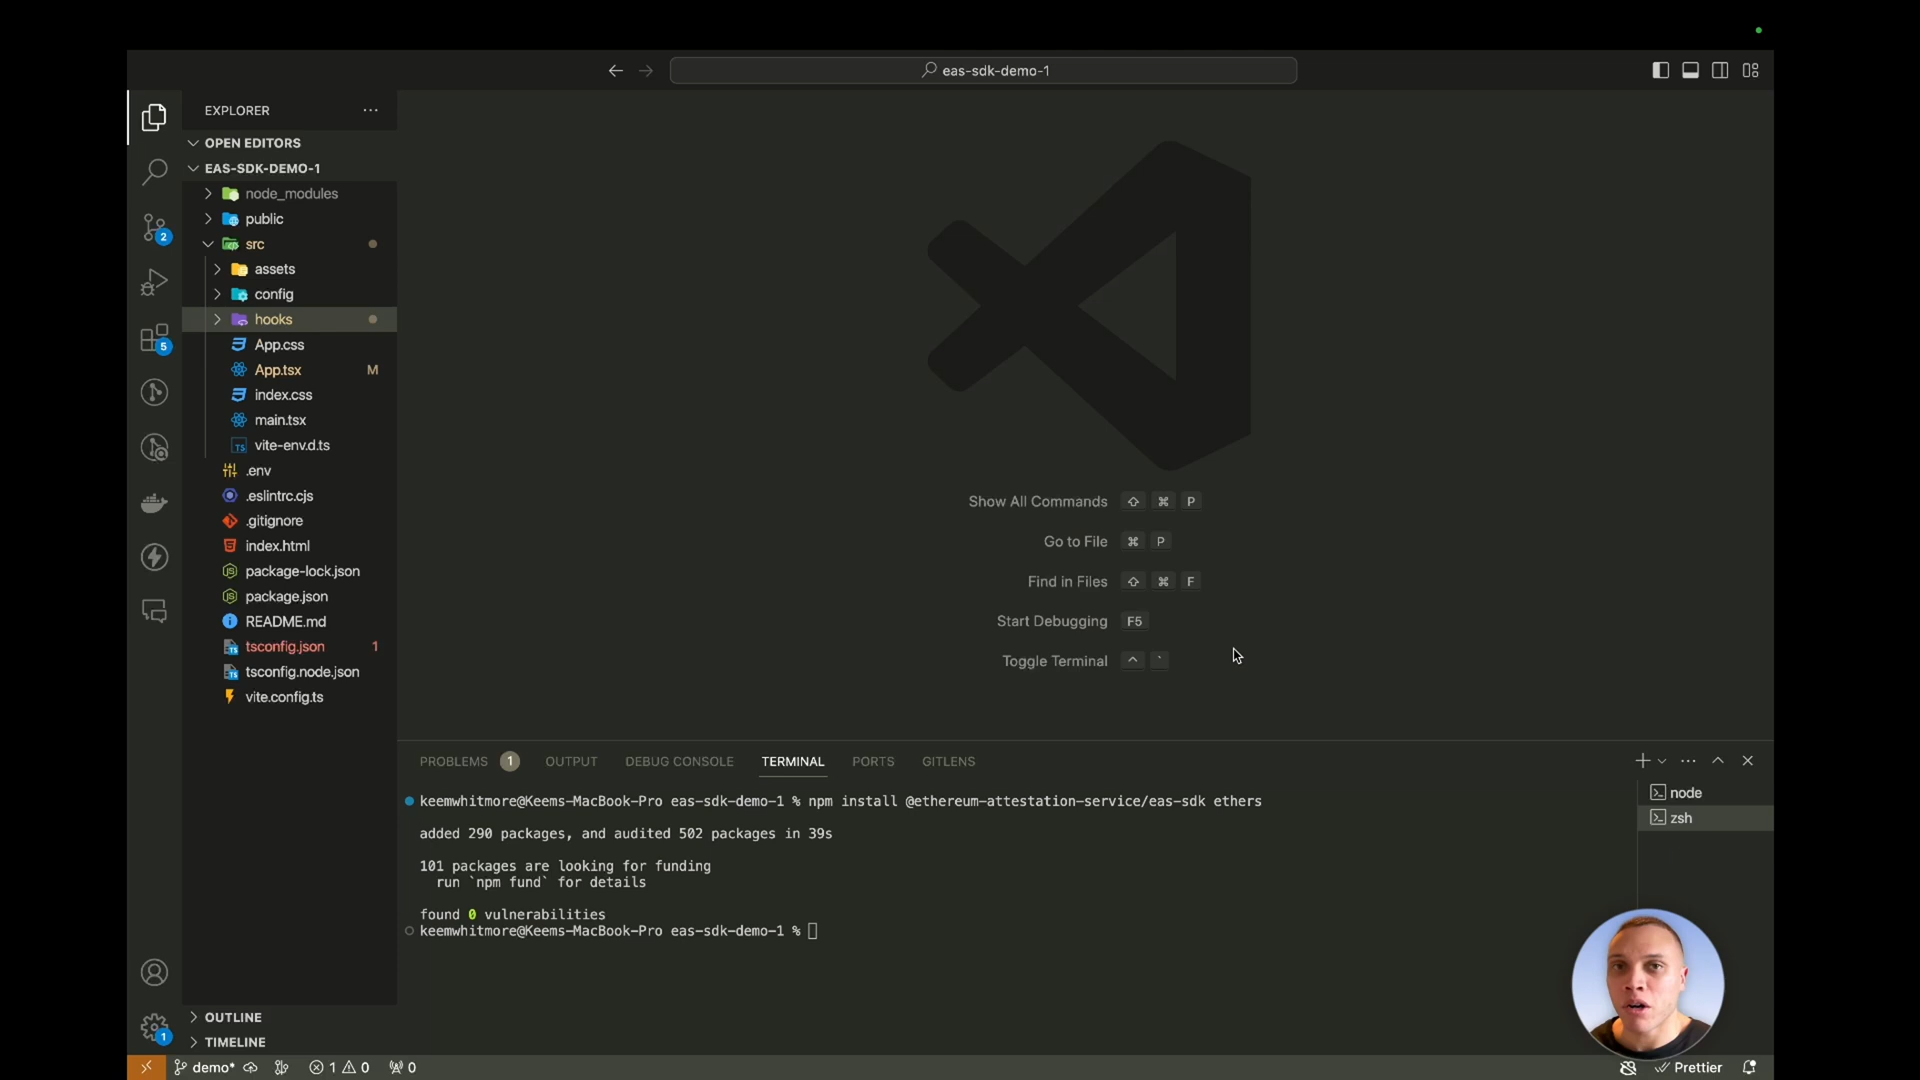 eas-sdk-demo-1
EXPLORER
OPEN EDITORS
EAS-SDK-DEMO-1
node_modules
public
2
src
assets
config
hooks
5
App.css
App.tsx M
index.css
main.tsx
TS vite-env.d.ts
.env
.eslintrc.cjs
.gitignore
index.html
package-lock.json
package.json
README.md
tsconfig.json 1
tsconfig.node.json
vite.config.ts
Show All Commands ⇧ ⌘ P
Go to File ⌘ P
Find in Files ⇧ ⌘ F
Start Debugging F5
Toggle Terminal ^ `
PROBLEMS 1 OUTPUT DEBUG CONSOLE TERMINAL PORTS GITLENS
keemwhitmore@Keems-MacBook-Pro eas-sdk-demo-1 % npm install @ethereum-attestation-service/eas-sdk ethers
added 290 packages, and audited 502 packages in 39s
101 packages are looking for funding
run `npm fund` for details
found 0 vulnerabilities
keemwhitmore@Keems-MacBook-Pro eas-sdk-demo-1 %
node
zsh
OUTLINE
1
TIMELINE
demo* 1 0 0 Prettier